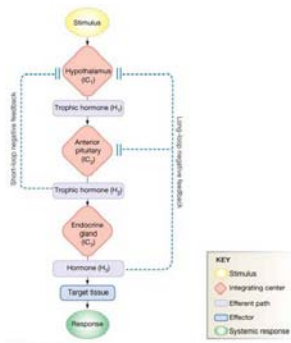 Stimulus
Hypothalamus
(IC₁)
Trophic hormone (H₁)
Anterior
pituitary
(IC₂)
Trophic hormone (H₂)
Endocrine
gland
(IC₃)
Hormone (H₃)
Target tissue
Response
Short-loop negative feedback
Long-loop negative feedback
KEY
Stimulus
Integrating center
Efferent path
Effector
Systemic response